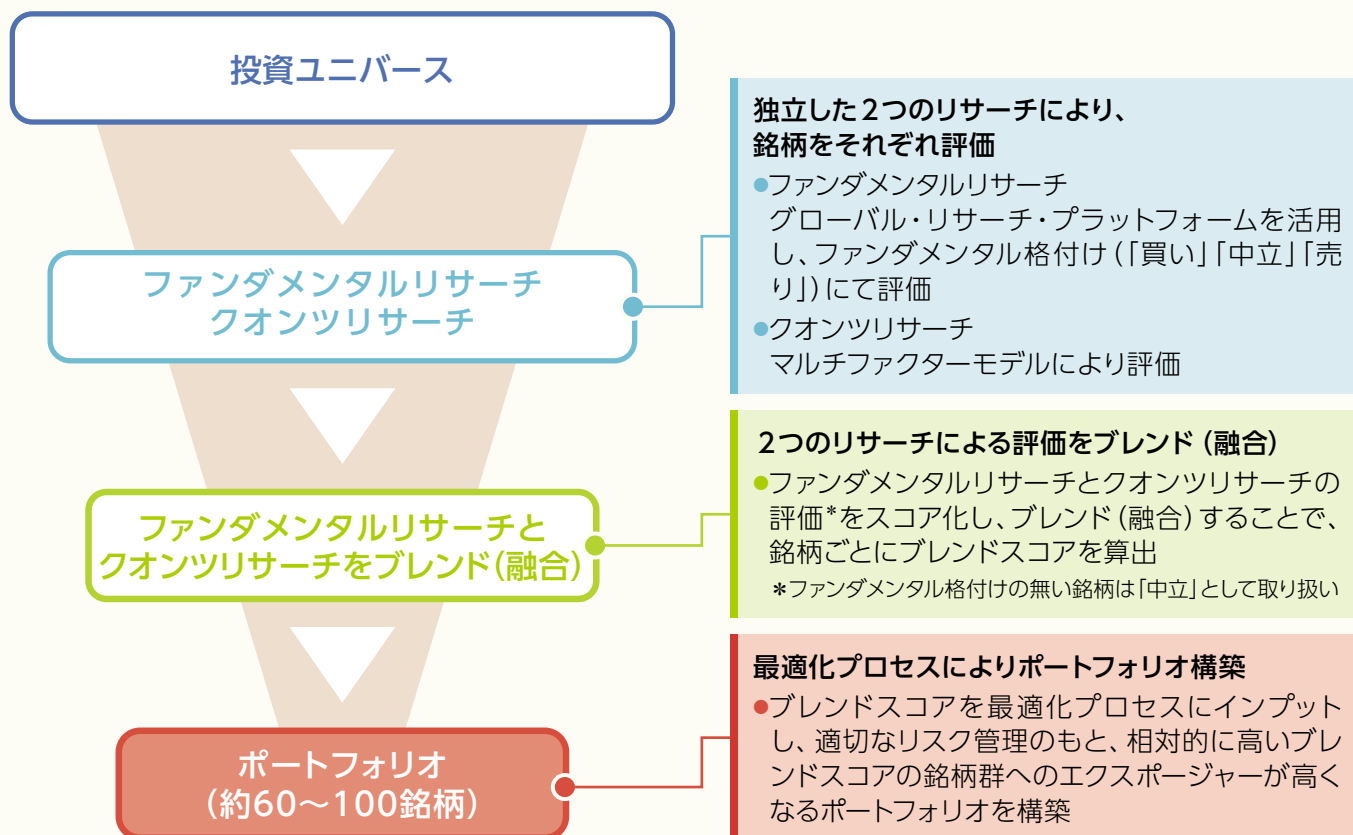 投資ユニバース
独立した2つのリサーチにより、
銘柄をそれぞれ評価
●ファンダメンタルリサーチ
グローバル・リサーチ・プラットフォームを活用
し、ファンダメンタル格付け(「買い」「中立」「売
り」)にて評価
●クオンツリサーチ
マルチファクターモデルにより評価
ファンダメンタルリサーチ
クオンツリサーチ
2つのリサーチによる評価をブレンド(融合)
●ファンダメンタルリサーチとクオンツリサーチの
評価*をスコア化し、ブレンド(融合)することで、
銘柄ごとにブレンドスコアを算出
*ファンダメンタル格付けの無い銘柄は「中立」として取り扱い
ファンダメンタルリサーチと
クオンツリサーチをブレンド(融合)
最適化プロセスによりポートフォリオ構築
●ブレンドスコアを最適化プロセスにインプット
し、適切なリスク管理のもと、相対的に高いブレ
ンドスコアの銘柄群へのエクスポージャーが高く
なるポートフォリオを構築
ポートフォリオ
(約60～100銘柄)